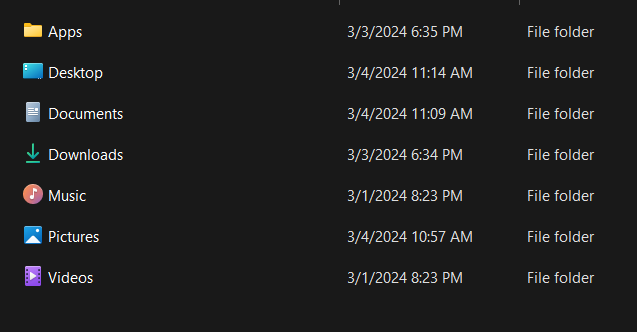 Apps 3/3/2024 6:35 PM File folder
Desktop 3/4/2024 11:14 AM File folder
Documents 3/4/2024 11:09 AM File folder
Downloads 3/3/2024 6:34 PM File folder
Music 3/1/2024 8:23 PM File folder
Pictures 3/4/2024 10:57 AM File folder
Videos 3/1/2024 8:23 PM File folder